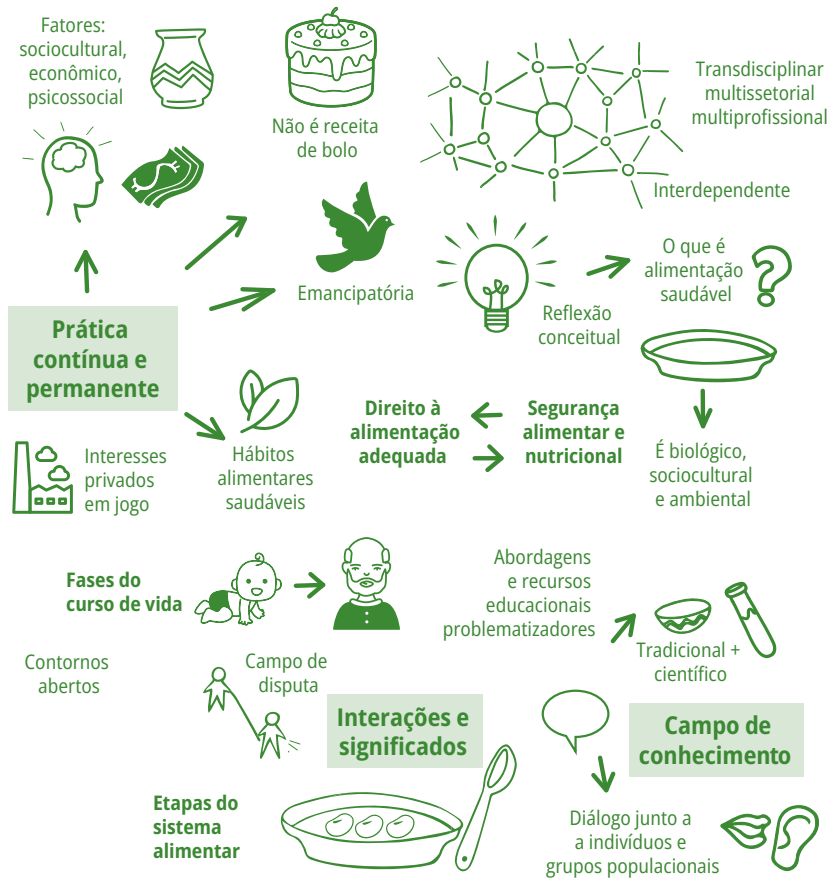 Fatores:
sociocultural,
econômico,
psicossocial
Não é receita
de bolo
Transdisciplinar
multissetorial
multiprofissional
Interdependente
Emancipatória
Reflexão
conceitual
O que é
alimentação
saudável
Prática
contínua e
permanente
Interesses
privados
em jogo
Hábitos
alimentares
saudáveis
Direito à
alimentação
adequada
Segurança
alimentar e
nutricional
É biológico,
sociocultural
e ambiental
Fases do
curso de vida
Abordagens
e recursos
educacionais
problematizadores
Tradicional +
científico
Contornos
abertos
Campo de
disputa
Interações e
significados
Campo de
conhecimento
Etapas do
sistema
alimentar
Diálogo junto a
a indivíduos e
grupos populacionais